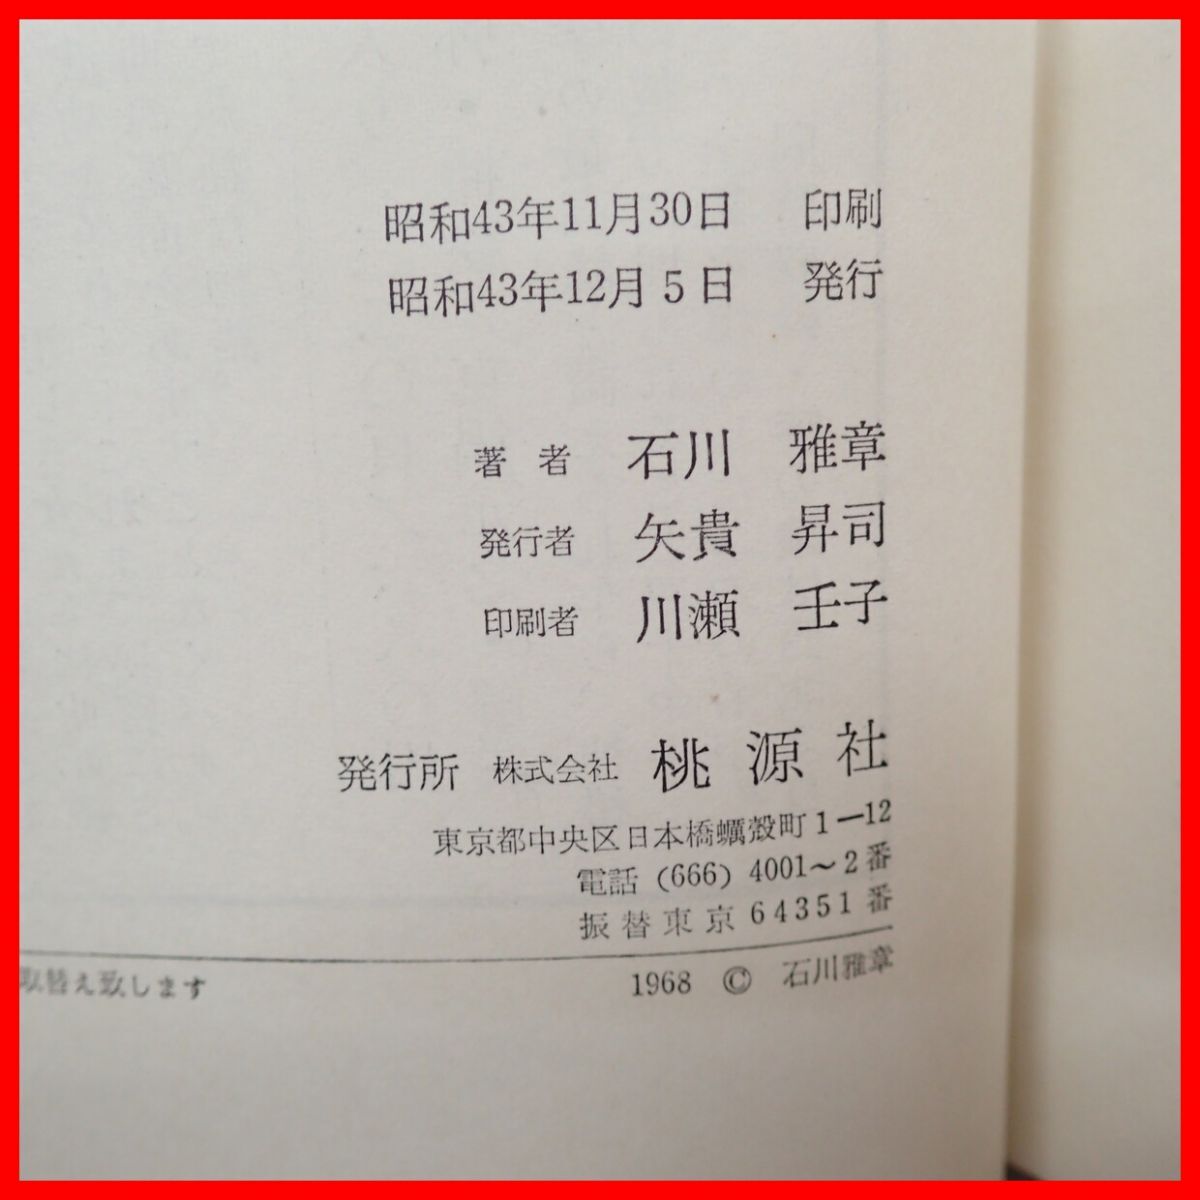 昭和43年11月30日　印刷
昭和43年12月5日　発行
著者　石川　雅章
発行者　矢貴　昇司
印刷者　川瀬　壬子
発行所　株式会社　桃源社
東京都中央区日本橋蠣殻町1—12
電話（666）4001～2番
振替東京64351番
取替え致します
1968 © 石川雅章